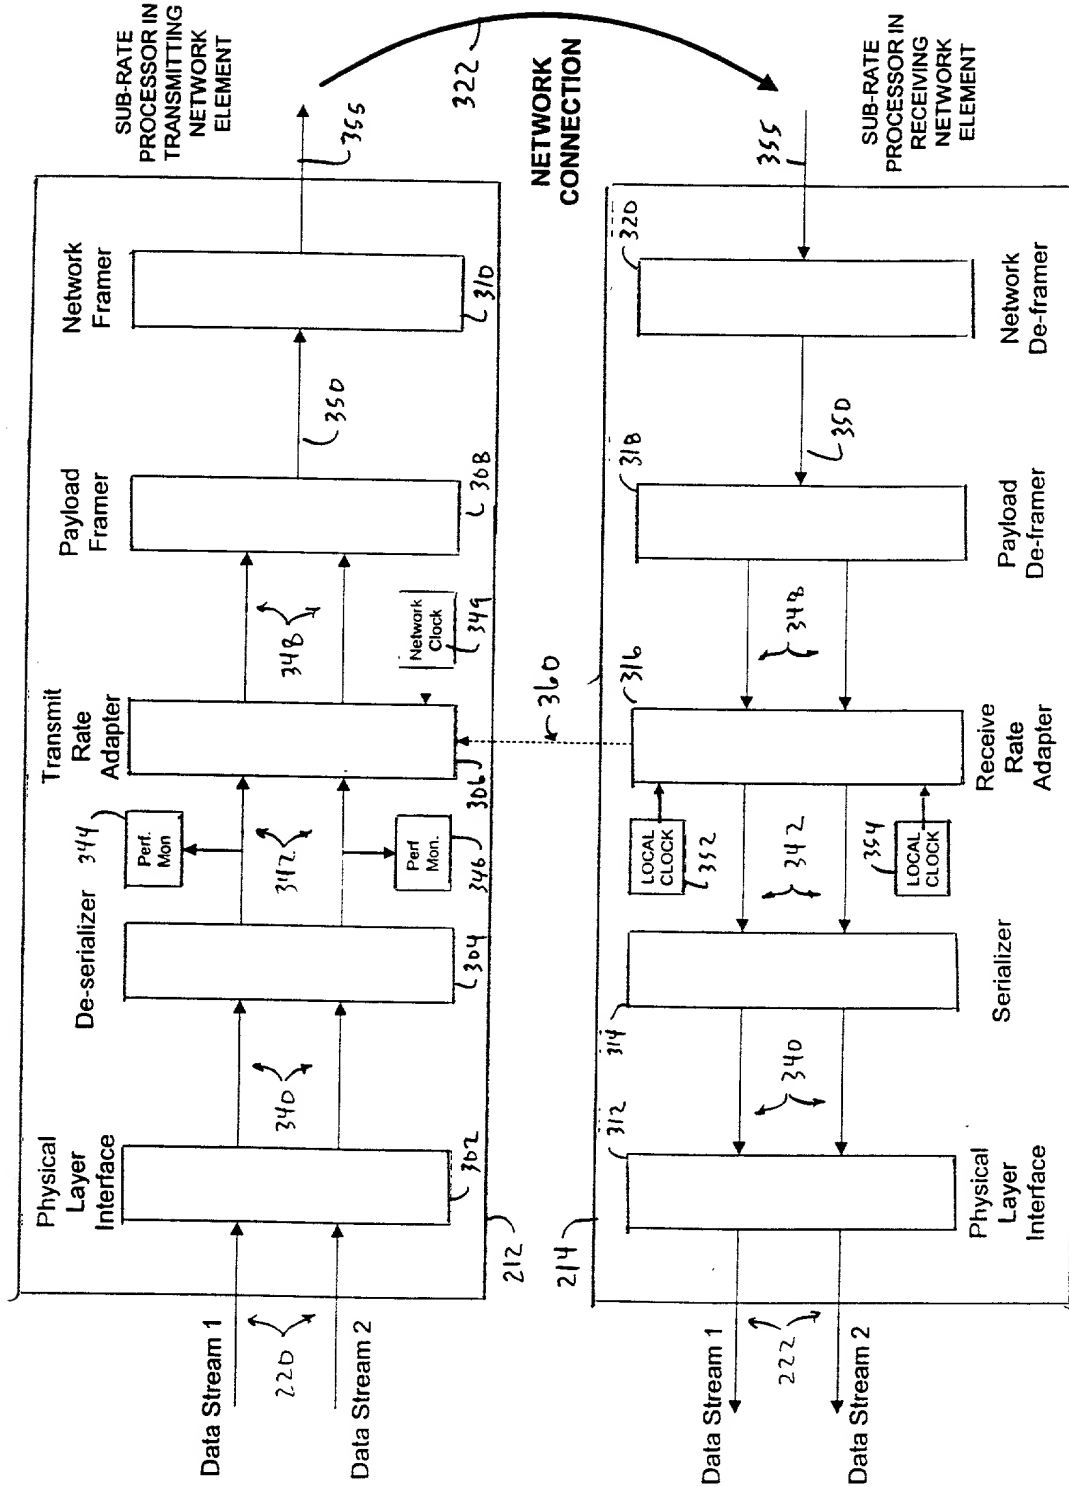 SUB-RATE
PROCESSOR IN
TRANSMITTING
NETWORK
ELEMENT
Physical
Layer
Interface
De-serializer
Transmit
Rate
Adapter
Payload
Framer
Network
Framer
344
Perf.
Mon
Data Stream 1
220
340
342
348
350
355
Data Stream 2
Perf
Mon.
346
Network
Clock
349
302
304
306
308
310
212
322
NETWORK
CONNECTION
360
214
312
314
316
318
320
LOCAL
CLOCK
352
355
Data Stream 1
222
340
342
348
350
Data Stream 2
354
LOCAL
CLOCK
Physical
Layer
Interface
Serializer
Receive
Rate
Adapter
Payload
De-framer
Network
De-framer
SUB-RATE
PROCESSOR IN
RECEIVING
NETWORK
ELEMENT